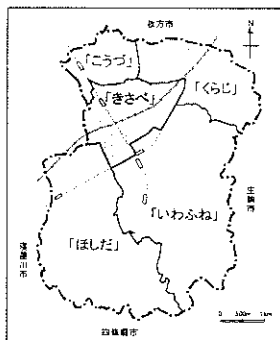 枚方市
N
「こうづ」
「きさべ」
「くらじ」
生駒市
「いわふね」
「ほしだ」
寝屋川市
四條畷市
0 500m 1km